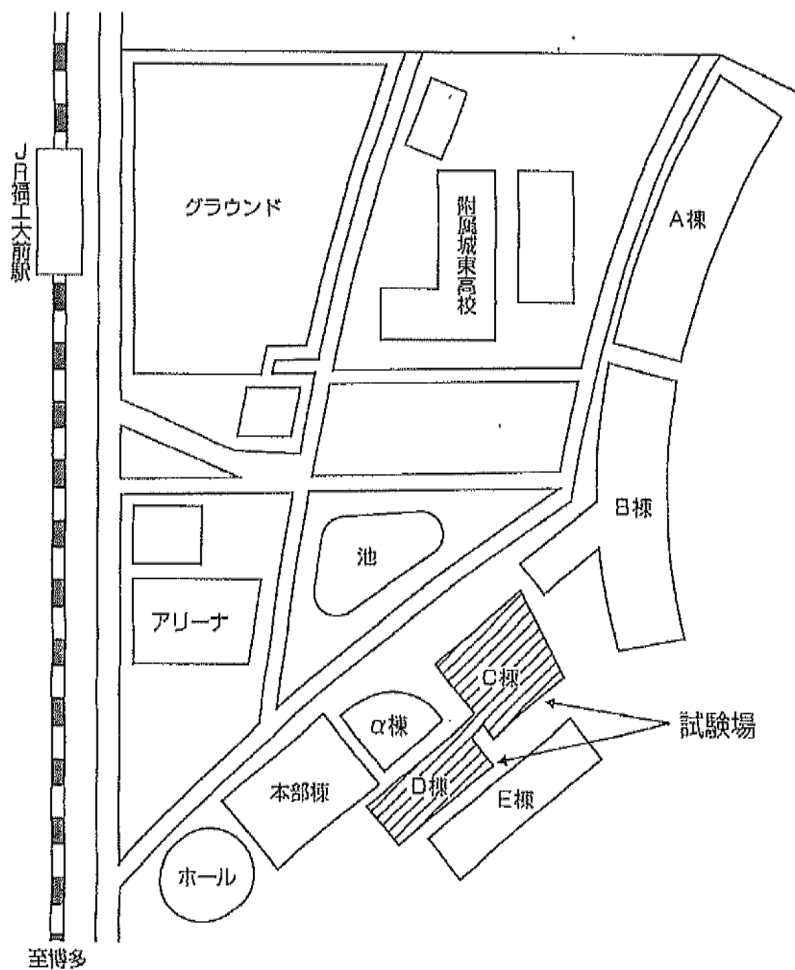 JR福工大前駅
グラウンド
附属城東高校
A棟
B棟
池
アリーナ
C棟
α棟
試験場
D棟
本部棟
E棟
ホール
至博多